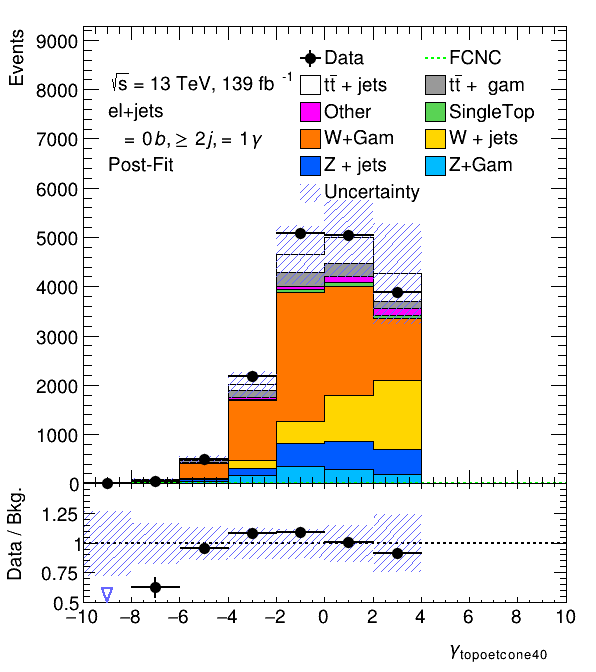 Events
9000
8000
7000
6000
5000
4000
3000
2000
1000
0
√s = 13 TeV, 139 fb⁻¹
el+jets
= 0b, ≥ 2j, = 1γ
Post-Fit
Data
FCNC
tt̄ + jets
tt̄ + gam
Other
SingleTop
W+Gam
W + jets
Z + jets
Z+Gam
Uncertainty
Data / Bkg.
1.25
1
0.75
0.5
−10 −8 −6 −4 −2 0 2 4 6 8 10
γtopoetcone40